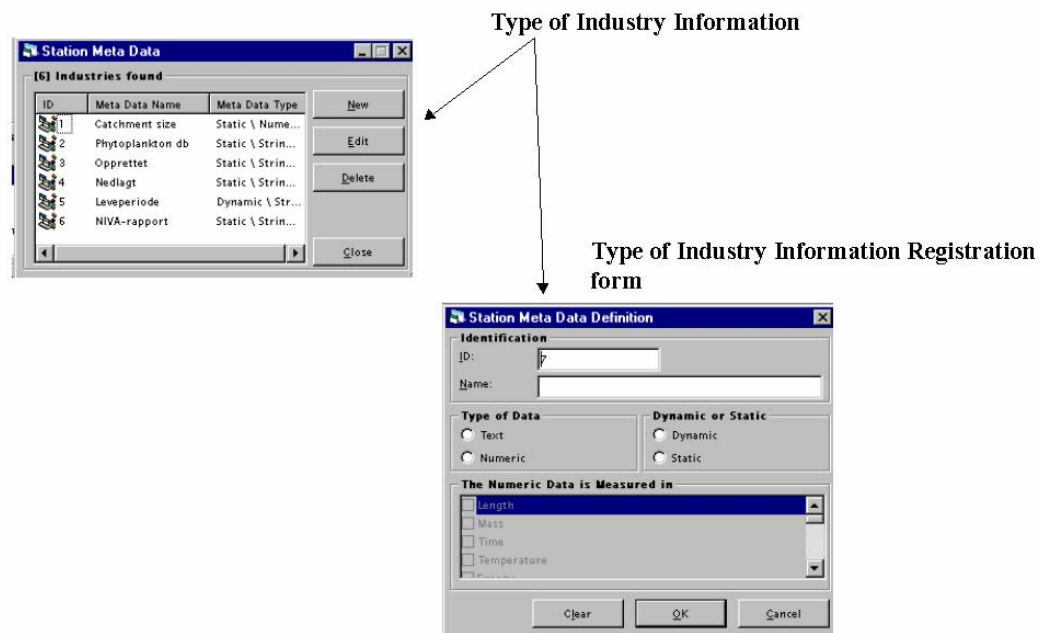 Type of Industry Information
Station Meta Data
[6] Industries found
ID Meta Data Name Meta Data Type
1 Catchment size Static \ Nume...
2 Phytoplankton db Static \ Strin...
3 Opprettet Static \ Strin...
4 Nedlagt Static \ Strin...
5 Leveperiode Dynamic \ Str...
6 NIVA-rapport Static \ Strin...
New
Edit
Delete
Close
Type of Industry Information Registration
form
Station Meta Data Definition
Identification
ID: 7
Name:
Type of Data
Text
Numeric
Dynamic or Static
Dynamic
Static
The Numeric Data is Measured in
Length
Mass
Time
Temperature
Clear OK Cancel